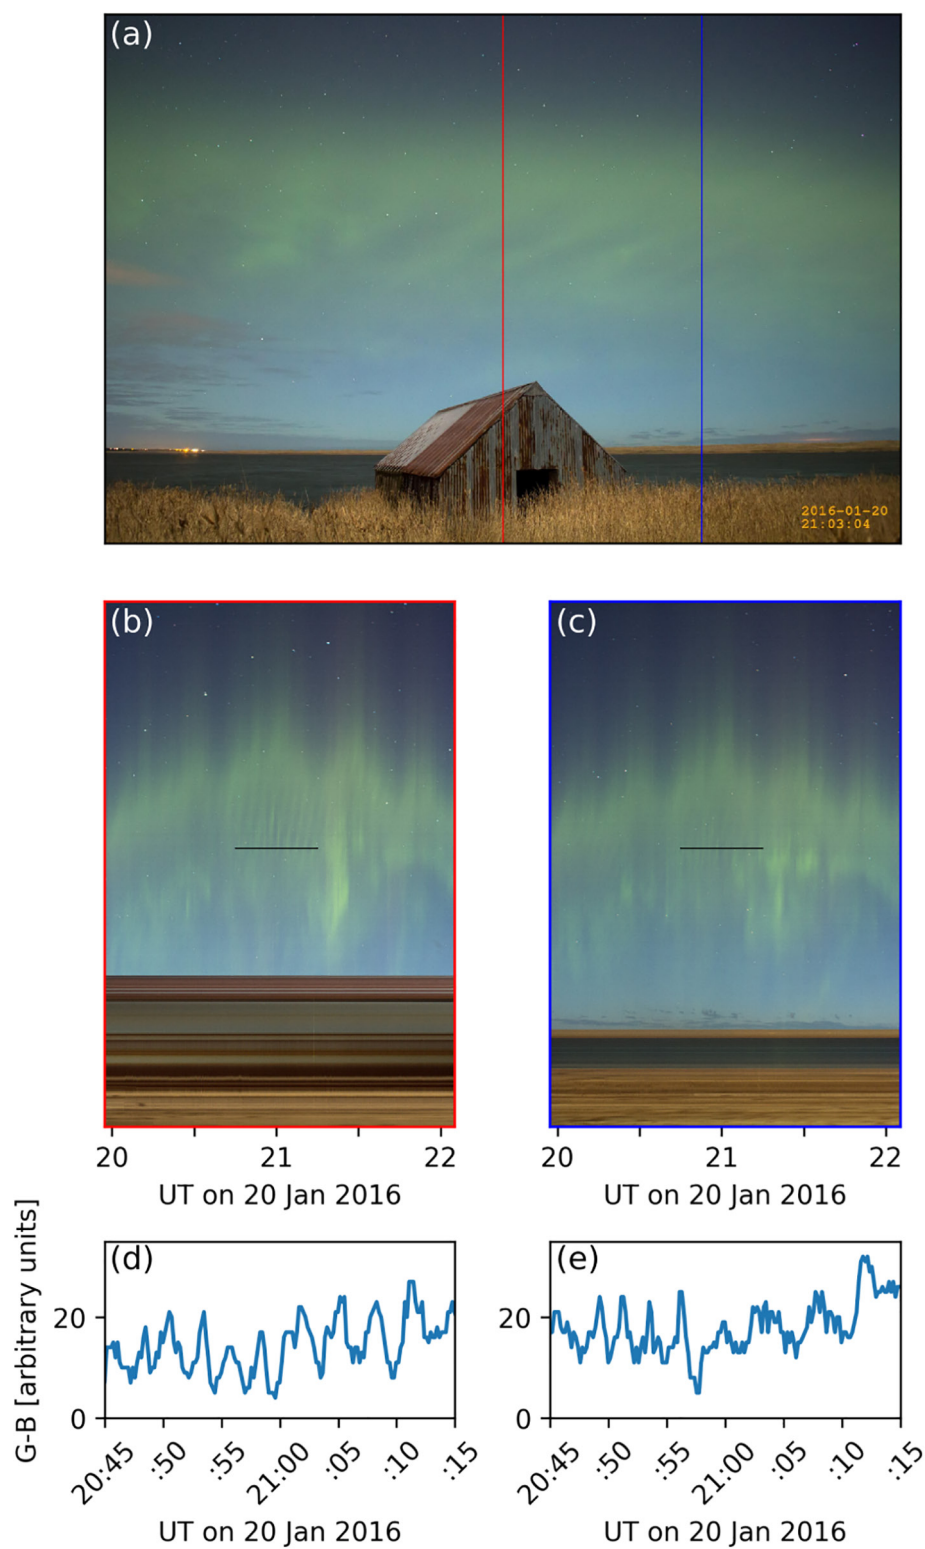 (a)
2016-01-20
21:03:04
(b)
(c)
20 21 22
20 21 22
UT on 20 Jan 2016
UT on 20 Jan 2016
G-B [arbitrary units]
(d)
(e)
20
0
20
0
20:45 :50 :55 21:00 :05 :10 :15
20:45 :50 :55 21:00 :05 :10 :15
UT on 20 Jan 2016
UT on 20 Jan 2016